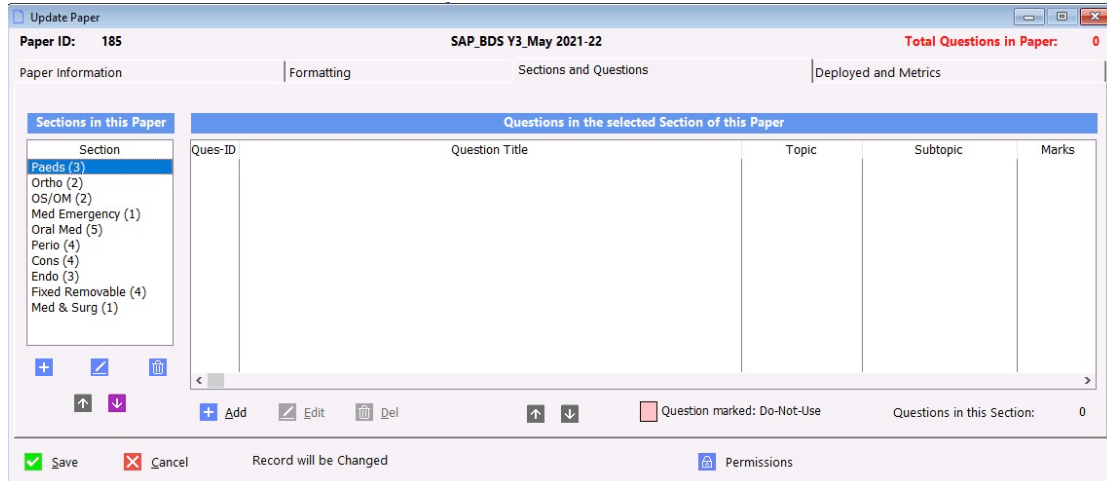 Update Paper
Paper ID: 185 SAP_BDS Y3_May 2021-22 Total Questions in Paper: 0
Paper Information Formatting Sections and Questions Deployed and Metrics
Sections in this Paper Questions in the selected Section of this Paper
Section Ques-ID Question Title Topic Subtopic Marks
Paeds (3)
Ortho (2)
OS/OM (2)
Med Emergency (1)
Oral Med (5)
Perio (4)
Cons (4)
Endo (3)
Fixed Removable (4)
Med & Surg (1)
Add Edit Del Question marked: Do-Not-Use Questions in this Section: 0
Save Cancel Record will be Changed Permissions